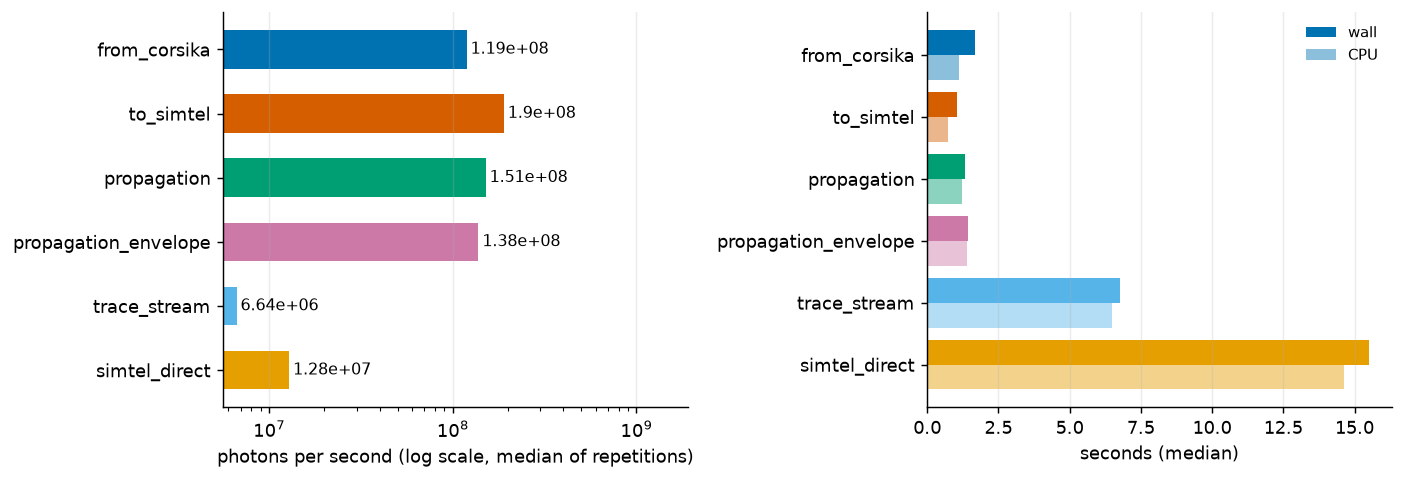 from_corsika
to_simtel
propagation
propagation_envelope
trace_stream
simtel_direct
1.19e+08
1.9e+08
1.51e+08
1.38e+08
6.64e+06
1.28e+07
10⁷ 10⁸ 10⁹
photons per second (log scale, median of repetitions)
wall
CPU
from_corsika
to_simtel
propagation
propagation_envelope
trace_stream
simtel_direct
0.0 2.5 5.0 7.5 10.0 12.5 15.0
seconds (median)